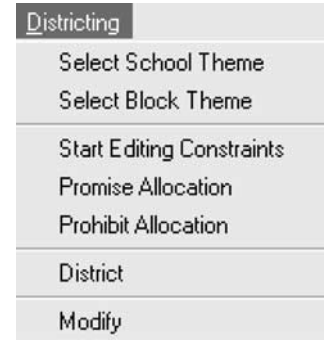 Districting
Select School Theme
Select Block Theme
Start Editing Constraints
Promise Allocation
Prohibit Allocation
District
Modify